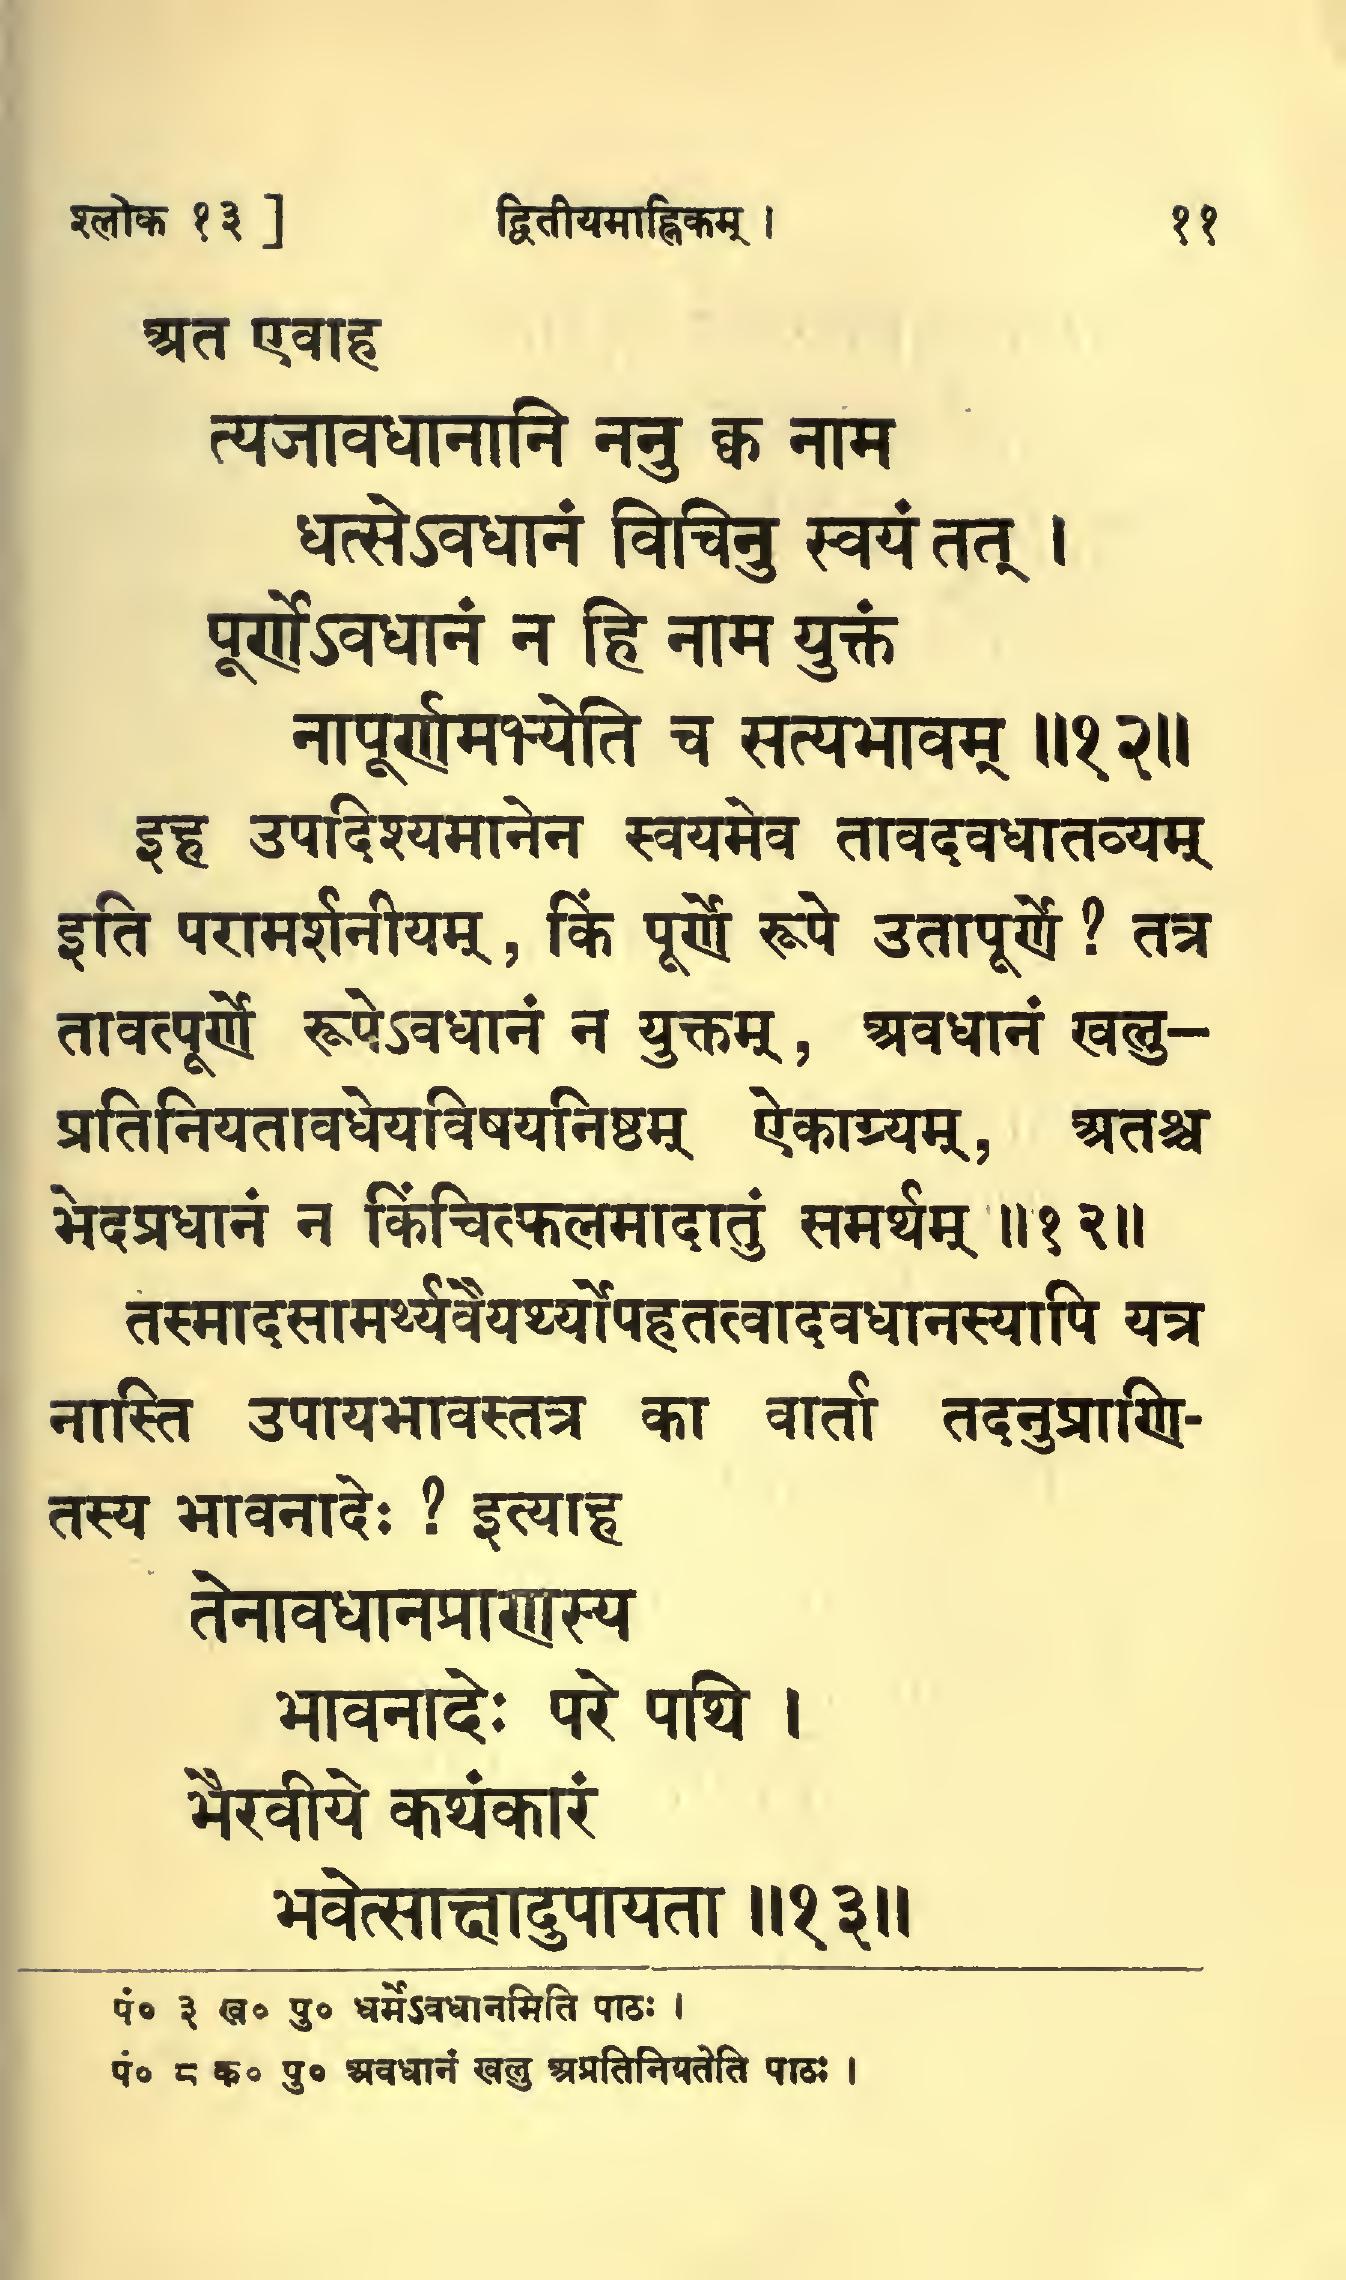 श्लोक १३ ] द्वितीयमाह्निकम् । ११
अत एवाह
त्यजावधानानि ननु क्व नाम
धत्सेऽवधानं विचिनु स्वयं तत् ।
पूर्णेऽवधानं न हि नाम युक्तं
नापूर्णमभ्येति च सत्यभावम् ॥१२॥
इह उपदिश्यमानेन स्वयमेव तावदवधातव्यम्
इति परामर्शनीयम्, किं पूर्णे रूपे उतापूर्णे ? तत्र
तावत्पूर्णे रूपेऽवधानं न युक्तम्, अवधानं खलु–
प्रतिनियतावधेयविषयनिष्ठम् ऐकाग्र्यम्, अतश्च
भेदप्रधानं न किंचित्फलमादातुं समर्थम् ॥१२॥
तस्मादसामर्थ्यवैयर्थ्योपहतत्वादवधानस्यापि यत्र
नास्ति उपायभावस्तत्र का वार्ता तदनुप्राणि-
तस्य भावनादेः ? इत्याह
तेनावधानप्राणस्य
भावनादेः परे पथि ।
भैरवीये कथंकारं
भवेत्साक्षादुपायता ॥१३॥
पं० ३ ख० पु० धर्मेऽवधानमिति पाठः ।
पं० ८ क० पु० अवधानं खलु अप्रतिनियतेति पाठः ।